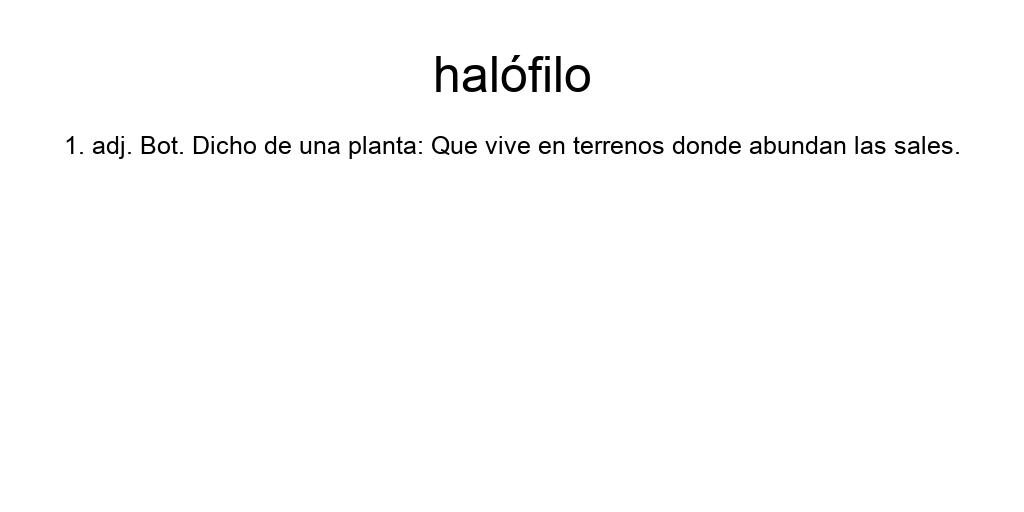 halófilo
1. adj. Bot. Dicho de una planta: Que vive en terrenos donde abundan las sales.